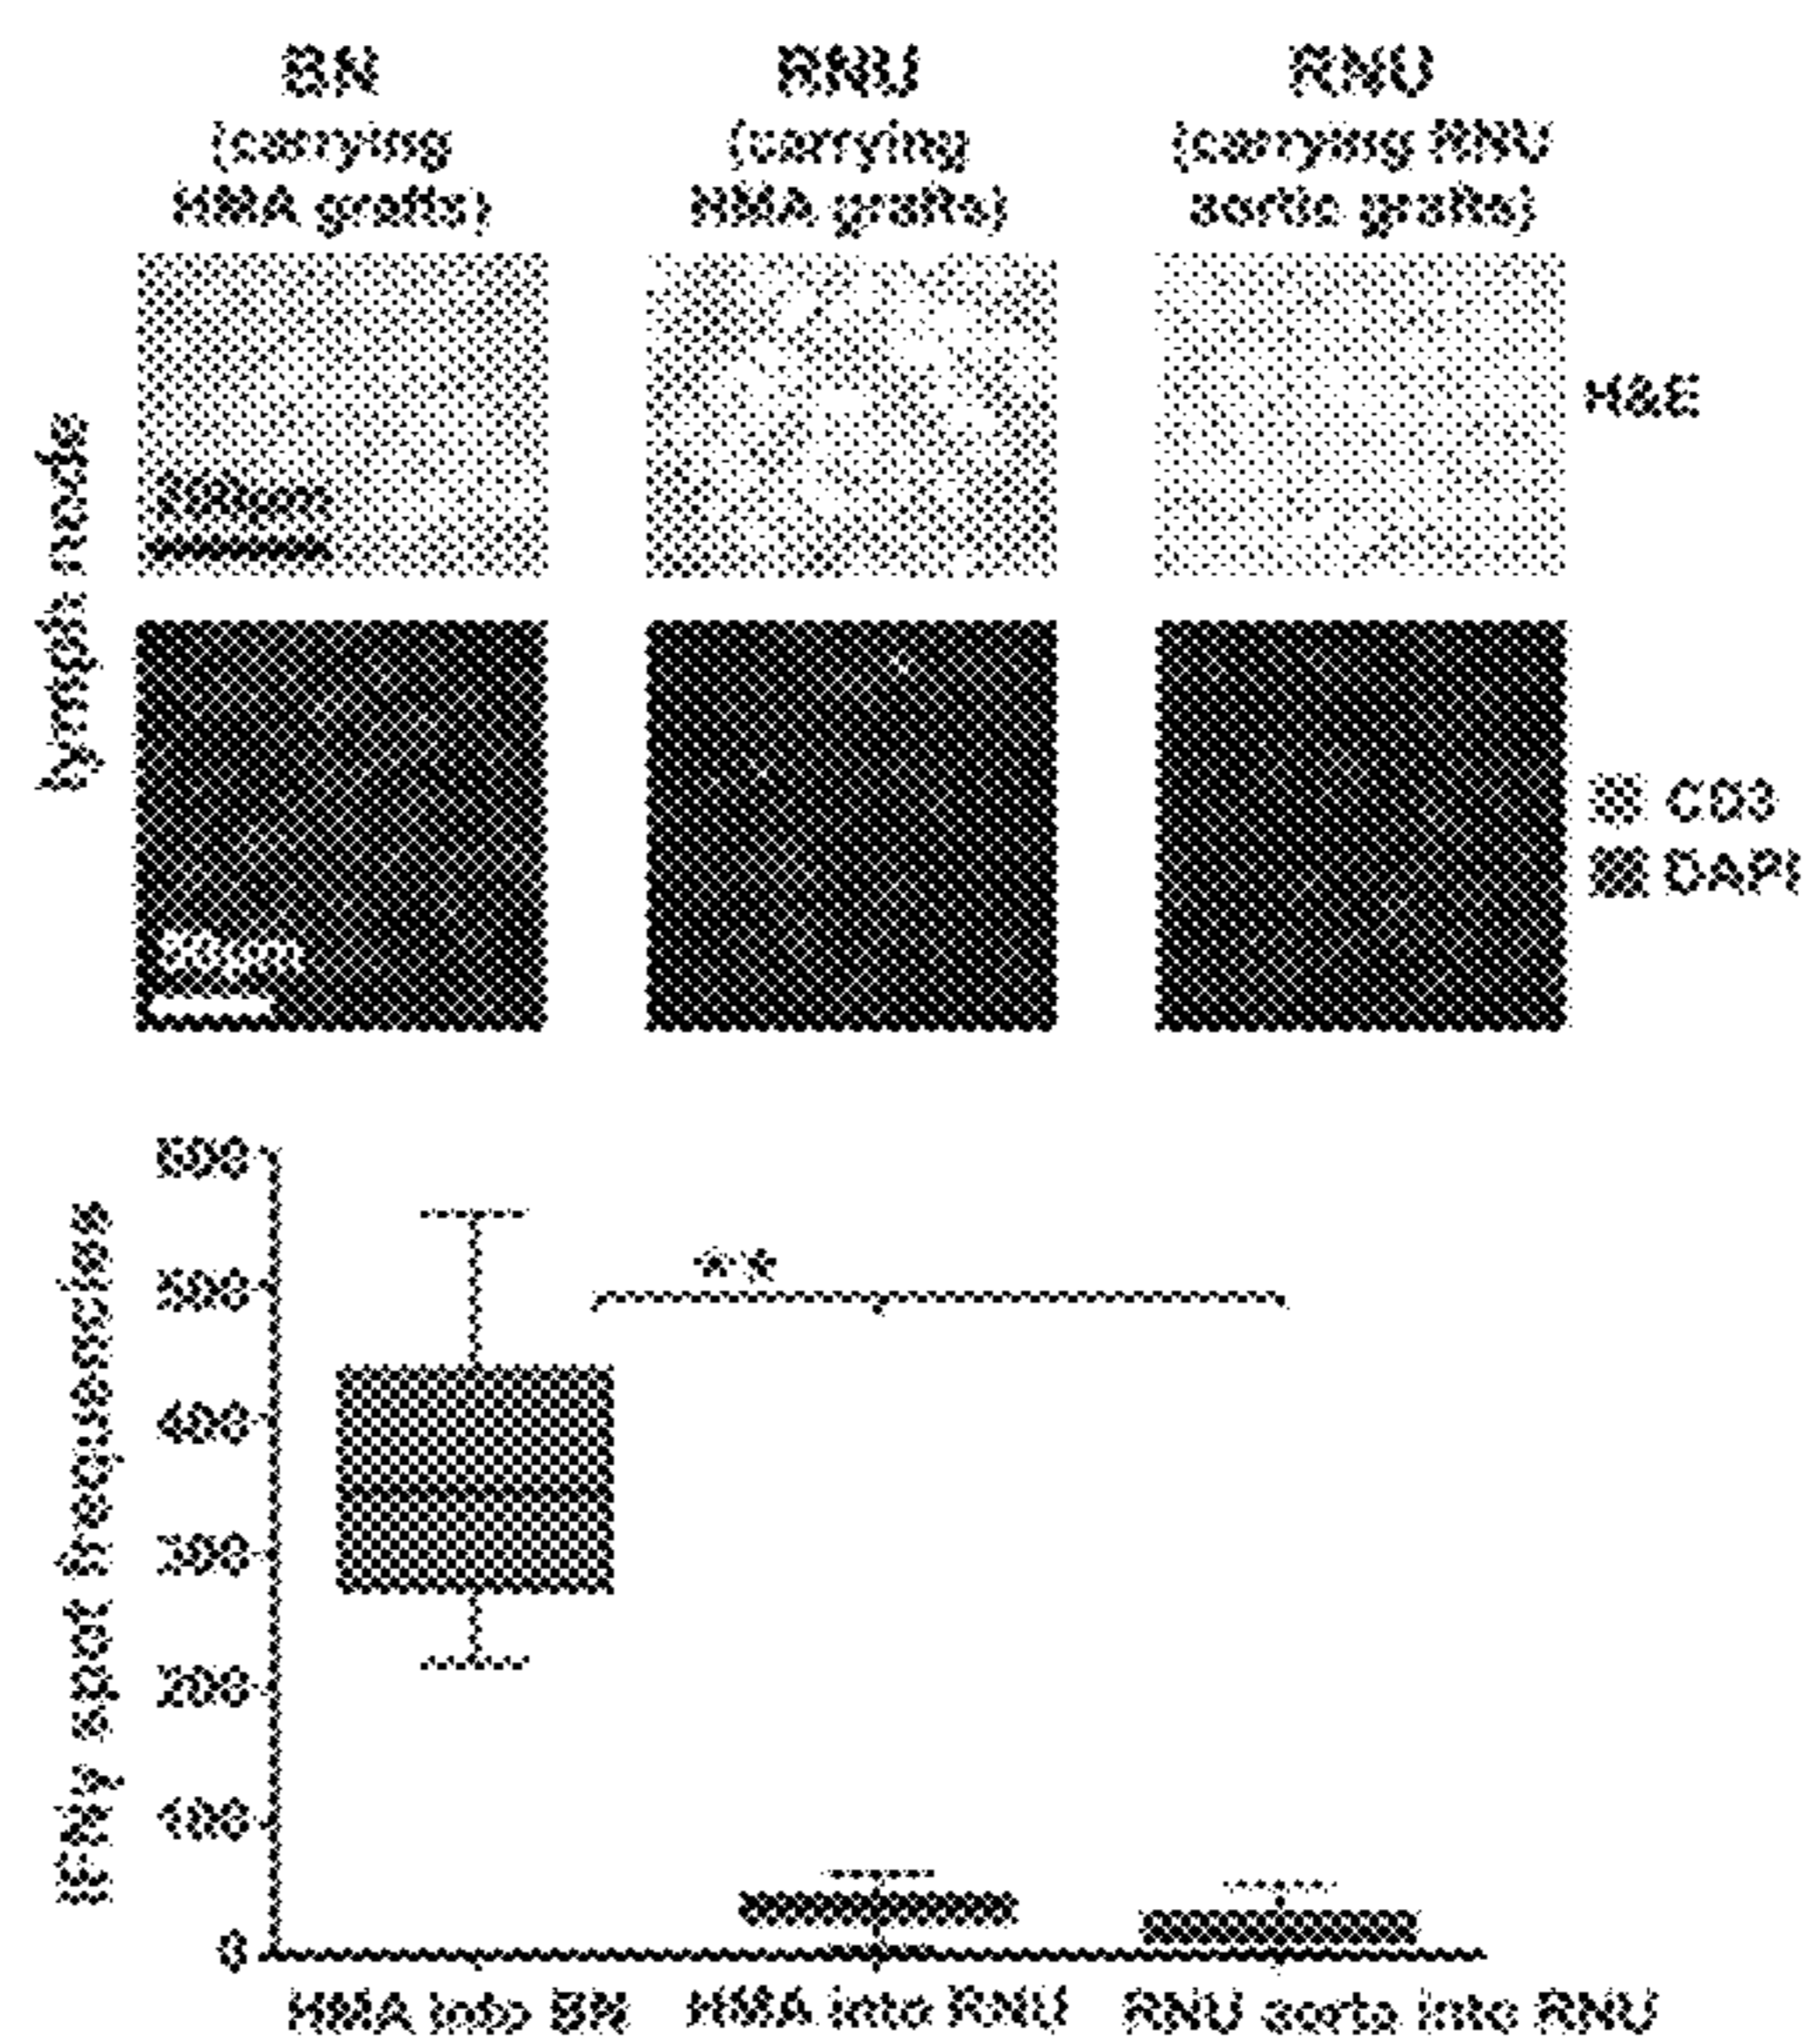 BN
(carrying
HMA grafts)
RNU
(carrying
HMA grafts)
RNU
(carrying RNU
aortic grafts)
lymph node
H&E
CD3
DAPI
IFNγ spot frequencies
600
500
400
300
200
100
0
**
HMA into BN
HMA into RNU
RNU aorta into RNU